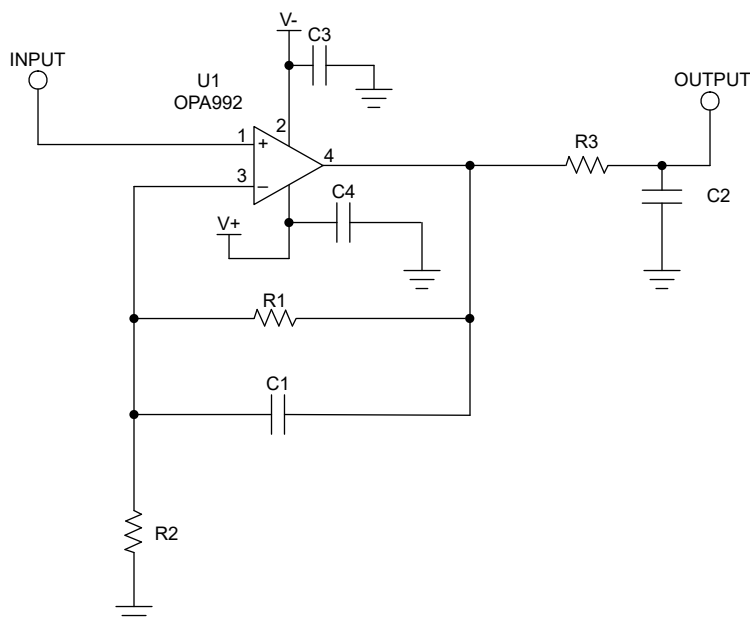 V-
C3
INPUT
U1
OPA992
OUTPUT
2
1
+
4
R3
3
−
C4
C2
V+
R1
C1
R2